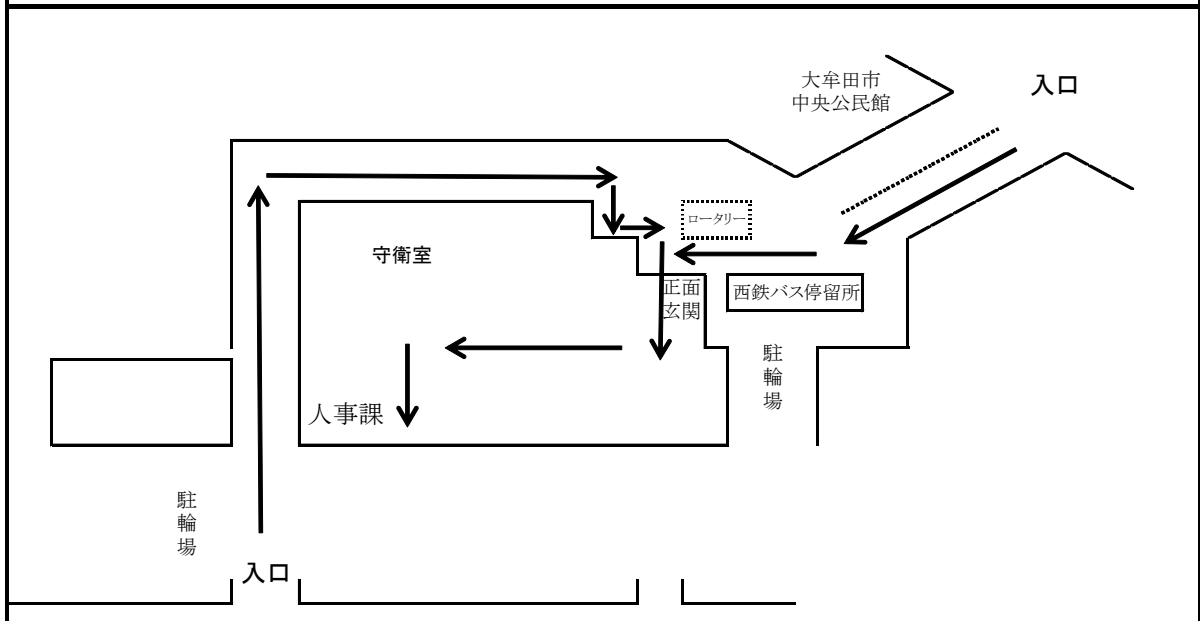 大牟田市
中央公民館
入口
ロータリー
守衛室
正面
玄関
西鉄バス停留所
駐
輪
場
人事課
駐
輪
場
入口